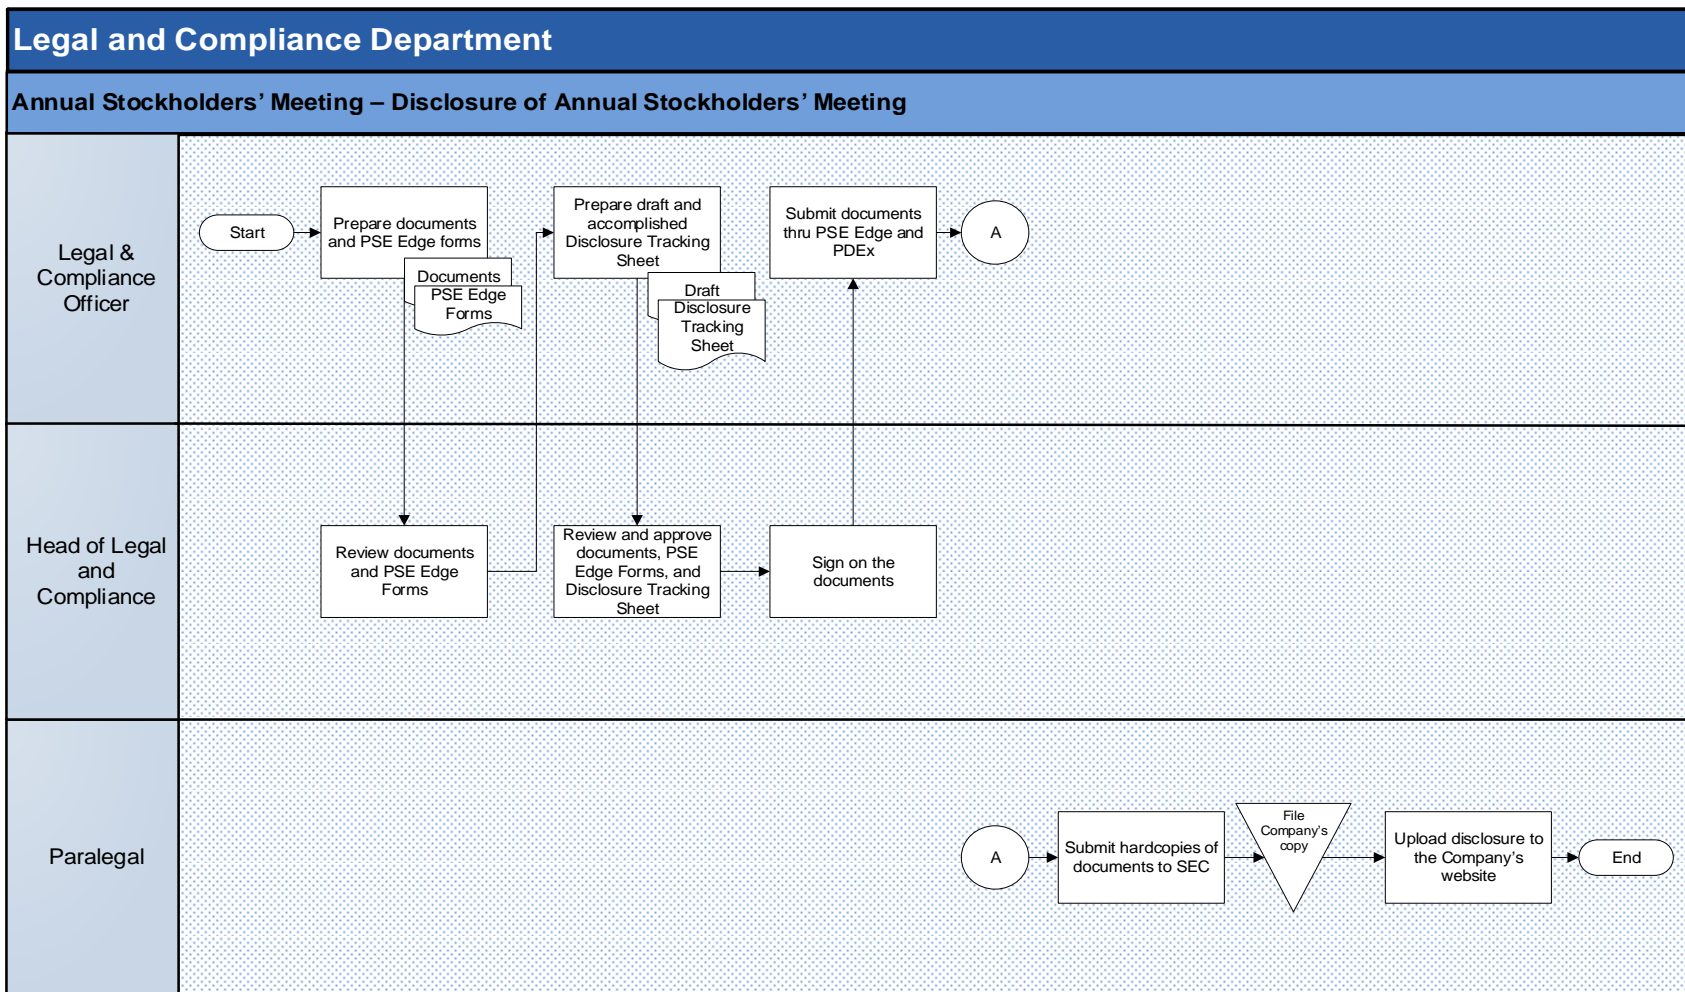 Legal and Compliance Department
Annual Stockholders’ Meeting – Disclosure of Annual Stockholders’ Meeting
Legal &
Compliance
Officer
Start
Prepare documents
and PSE Edge forms
Documents
PSE Edge
Forms
Prepare draft and
accomplished
Disclosure Tracking
Sheet
Draft
Disclosure
Tracking
Sheet
Submit documents
thru PSE Edge and
PDEx
A
Head of Legal
and
Compliance
Review documents
and PSE Edge
Forms
Review and approve
documents, PSE
Edge Forms, and
Disclosure Tracking
Sheet
Sign on the
documents
Paralegal
A
Submit hardcopies of
documents to SEC
File
Company’s
copy
Upload disclosure to
the Company’s
website
End